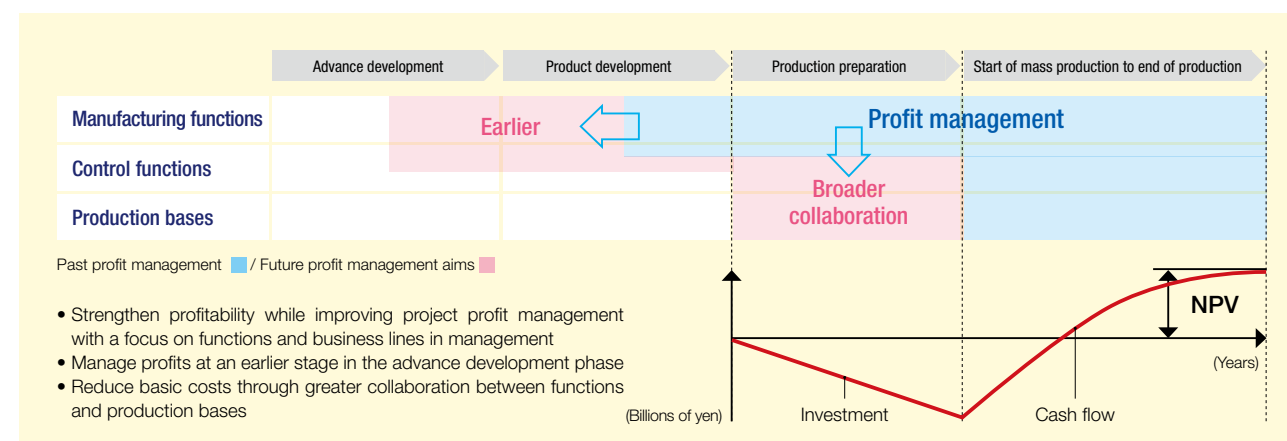 Advance development
Product development
Production preparation
Start of mass production to end of production
Manufacturing functions
Earlier
Profit management
Control functions
Broader
collaboration
Production bases
Past profit management / Future profit management aims
• Strengthen profitability while improving project profit management
with a focus on functions and business lines in management
• Manage profits at an earlier stage in the advance development phase
• Reduce basic costs through greater collaboration between functions
and production bases
NPV
(Years)
(Billions of yen)
Investment
Cash flow